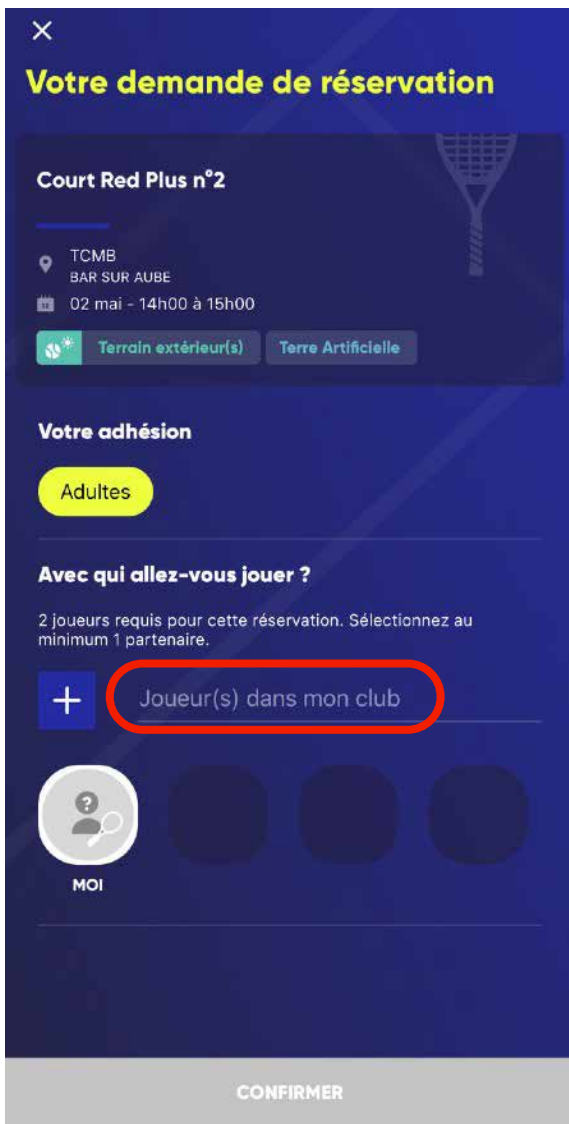 Votre demande de réservation
Court Red Plus n°2
TCMB
BAR SUR AUBE
02 mai - 14h00 à 15h00
Terrain extérieur(s) Terre Artificielle
Votre adhésion
Adultes
Avec qui allez-vous jouer ?
2 joueurs requis pour cette réservation. Sélectionnez au
minimum 1 partenaire.
Joueur(s) dans mon club
?
MOI
CONFIRMER